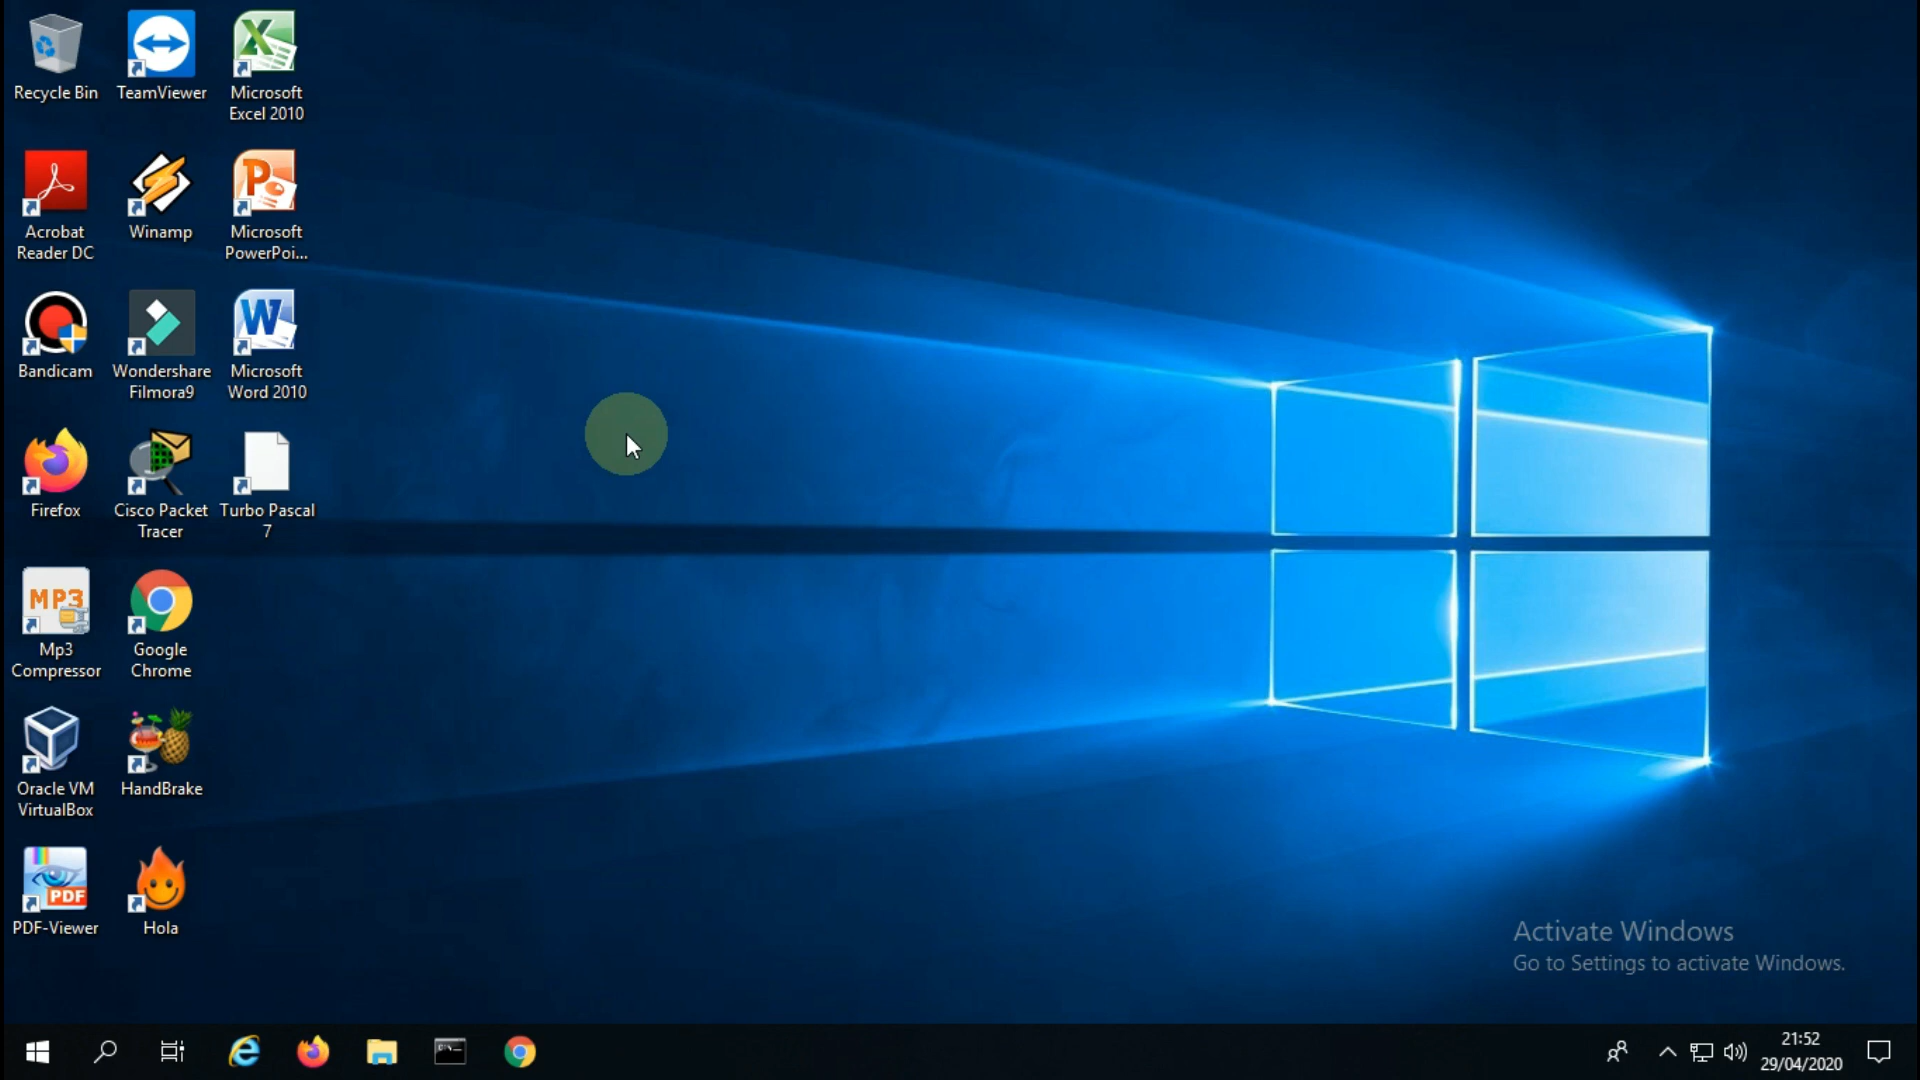 Recycle Bin
TeamViewer
Microsoft
Excel 2010
Acrobat
Reader DC
Winamp
Microsoft
PowerPoi...
Bandicam
Wondershare
Filmora9
Microsoft
Word 2010
Firefox
Cisco Packet
Tracer
Turbo Pascal
7
MP3
Mp3
Compressor
Google
Chrome
Oracle VM
VirtualBox
HandBrake
PDF
PDF-Viewer
Hola
Activate Windows
Go to Settings to activate Windows.
21:52
29/04/2020